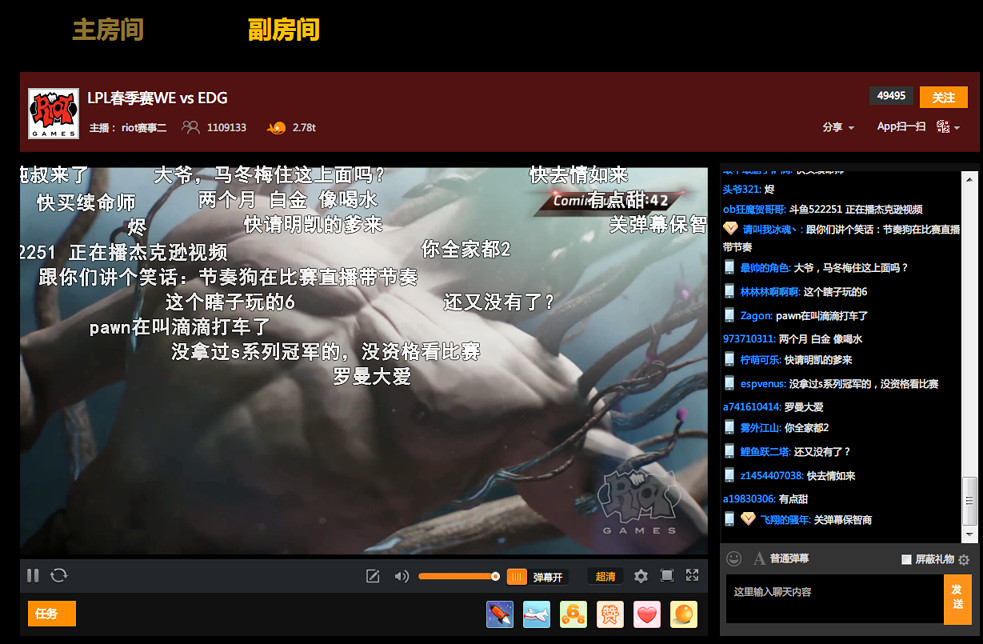 主房间 副房间
LPL春季赛WE vs EDG
主播： riot赛事二 1109133 2.78t
49495 关注
分享 App扫一扫
GAMES
炖叔来了 大爷，马冬梅住这上面吗？ 快去情如来
快买续命师 两个月 白金 像喝水 有点甜 :42
烬 快请明凯的爹来 关弹幕保智
2251 正在播杰克逊视频 你全家都2
跟你们讲个笑话：节奏狗在比赛直播带节奏
这个瞎子玩的6 还又没有了？
pawn在叫滴滴打车了
没拿过s系列冠军的，没资格看比赛
罗曼大爱
RIOT
GAMES
头爷321: 烬
ob狂魔贺哥哥: 斗鱼522251 正在播杰克逊视频
请叫我冰魂丶: 跟你们讲个笑话：节奏狗在比赛直播
带节奏
最帅的角色: 大爷，马冬梅住这上面吗？
林林林啊啊啊: 这个瞎子玩的6
Zagon: pawn在叫滴滴打车了
973710311: 两个月 白金 像喝水
柠萌可乐: 快请明凯的爹来
espvenus: 没拿过s系列冠军的，没资格看比赛
a741610414: 罗曼大爱
雾外江山: 你全家都2
鲤鱼跃二塔: 还又没有了？
z1454407038: 快去情如来
a19830306: 有点甜
飞翔的骚年: 关弹幕保智商
A 普通弹幕 屏蔽礼物
这里输入聊天内容
发
送
弹幕开 超清
任务
6 赞